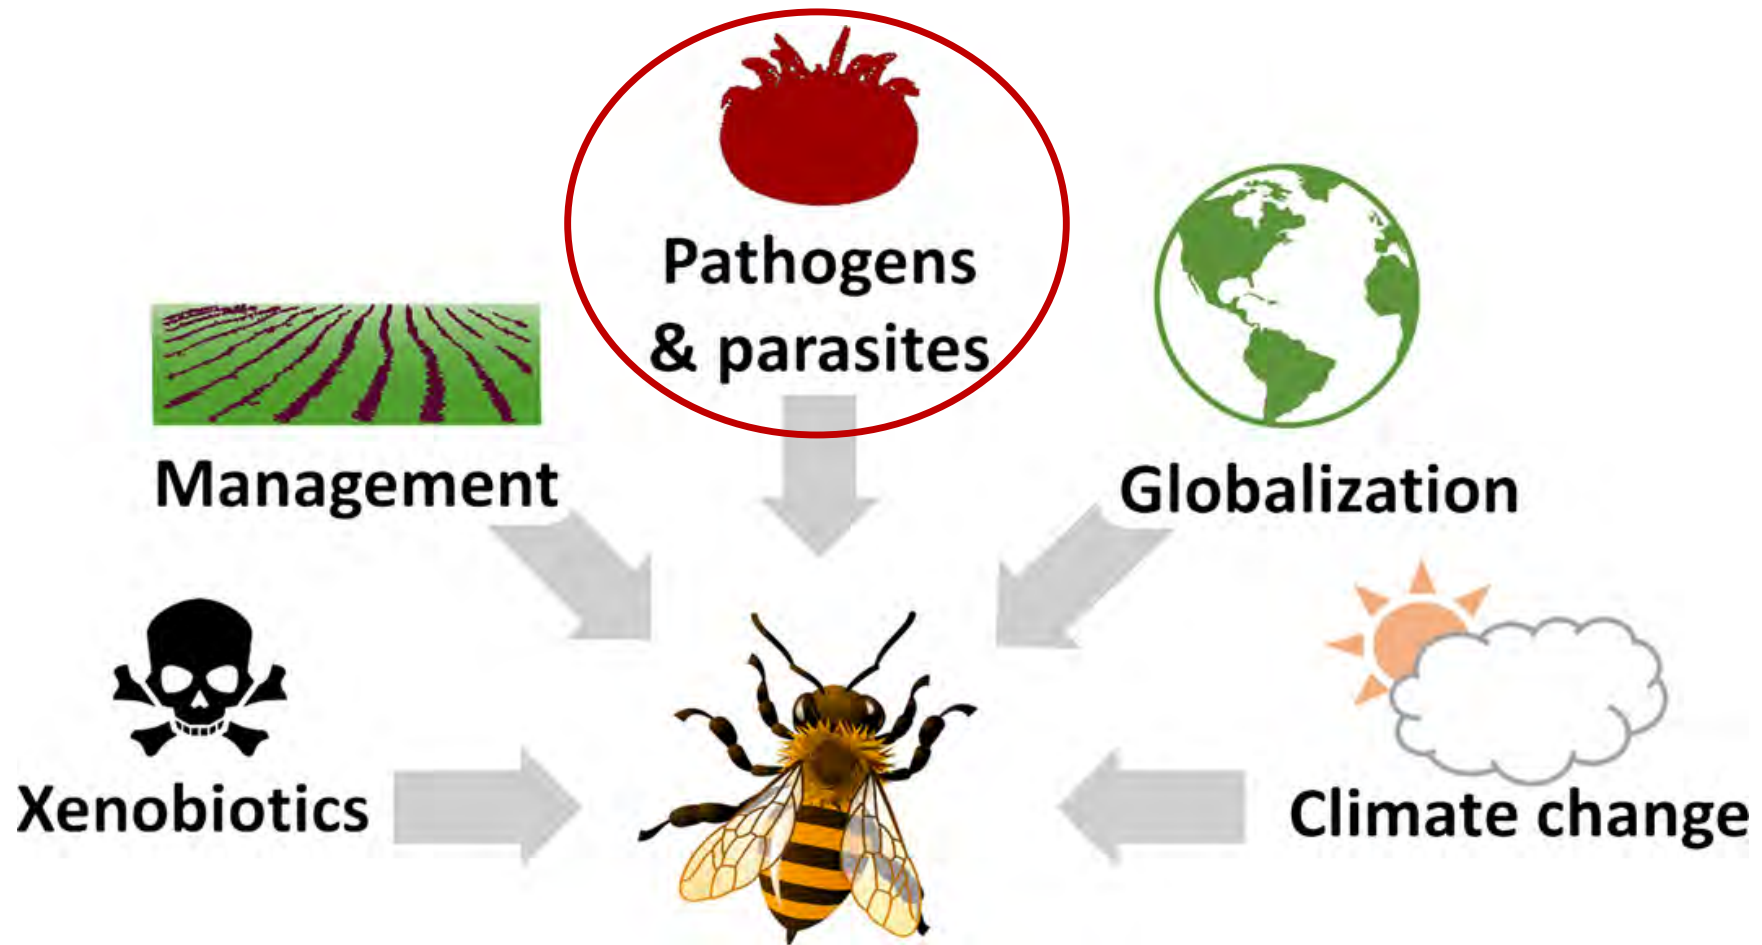 Pathogens
& parasites
Management
Globalization
Xenobiotics
Climate change